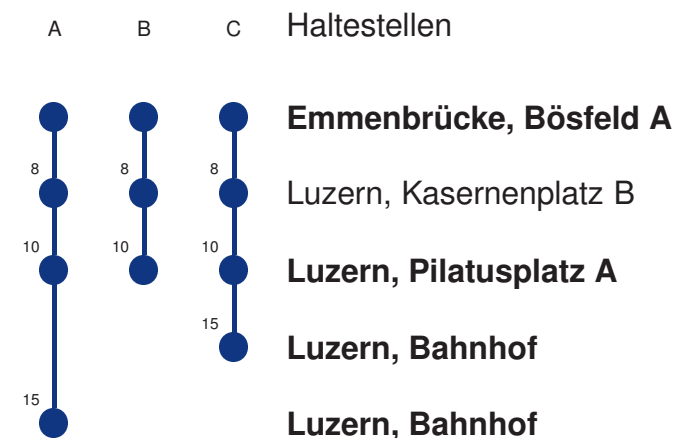 A B C Haltestellen
Emmenbrücke, Bösfeld A
8 8 8 Luzern, Kasernenplatz B
10 10 10 Luzern, Pilatusplatz A
15 Luzern, Bahnhof
15 Luzern, Bahnhof